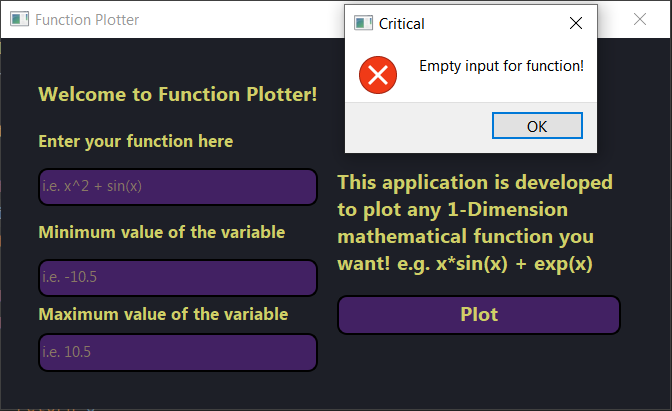 Function Plotter
Critical
Empty input for function!
OK
Welcome to Function Plotter!
Enter your function here
i.e. x^2 + sin(x)
Minimum value of the variable
i.e. -10.5
Maximum value of the variable
i.e. 10.5
This application is developed
to plot any 1-Dimension
mathematical function you
want! e.g. x*sin(x) + exp(x)
Plot